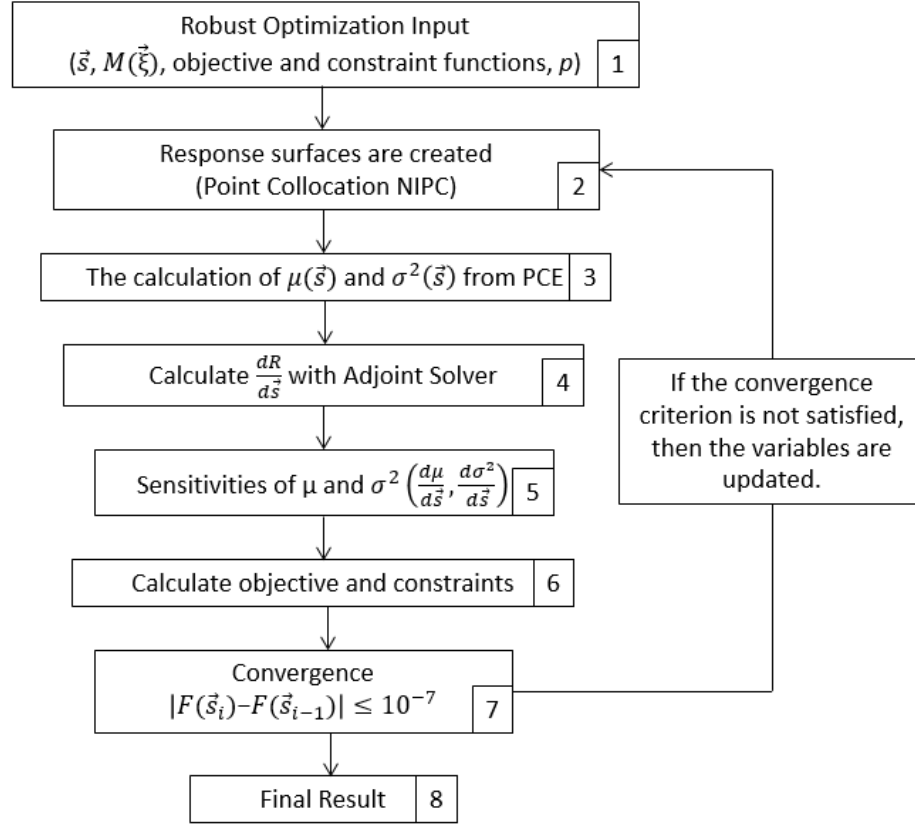 Robust Optimization Input
(s⃗, M(ξ⃗), objective and constraint functions, p)
1
Response surfaces are created
(Point Collocation NIPC)
2
The calculation of μ(s⃗) and σ²(s⃗) from PCE
3
Calculate dR/ds⃗ with Adjoint Solver
4
Sensitivities of μ and σ² (dμ/ds⃗, dσ²/ds⃗)
5
Calculate objective and constraints
6
Convergence
|F(s⃗ᵢ)–F(s⃗ᵢ₋₁)| ≤ 10⁻⁷
7
Final Result
8
If the convergence
criterion is not satisfied,
then the variables are
updated.